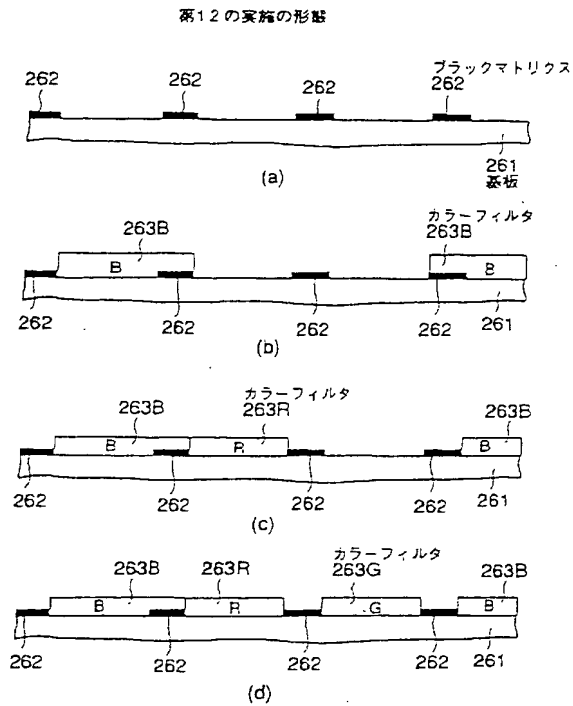 第12の実施の形態
ブラックマトリクス
262 262 262 262
261
基板
(a)
カラーフィルタ
263B 263B
B B
262 262 262 262 261
(b)
カラーフィルタ
263B 263R 263B
B R B
262 262 262 262 261
(c)
カラーフィルタ
263B 263R 263G 263B
B R G B
262 262 262 262 261
(d)